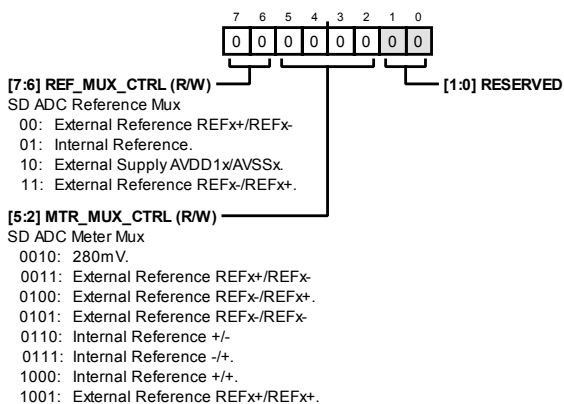 7 6 5 4 3 2 1 0
0 0 0 0 0 0 0 0
[7:6] REF_MUX_CTRL (R/W)
[1:0] RESERVED
SD ADC Reference Mux
00: External Reference REFx+/REFx-
01: Internal Reference.
10: External Supply AVDD1x/AVSSx.
11: External Reference REFx-/REFx+.
[5:2] MTR_MUX_CTRL (R/W)
SD ADC Meter Mux
0010: 280mV.
0011: External Reference REFx+/REFx-
0100: External Reference REFx-/REFx+.
0101: External Reference REFx-/REFx-
0110: Internal Reference +/-
0111: Internal Reference -/+.
1000: Internal Reference +/+.
1001: External Reference REFx+/REFx+.